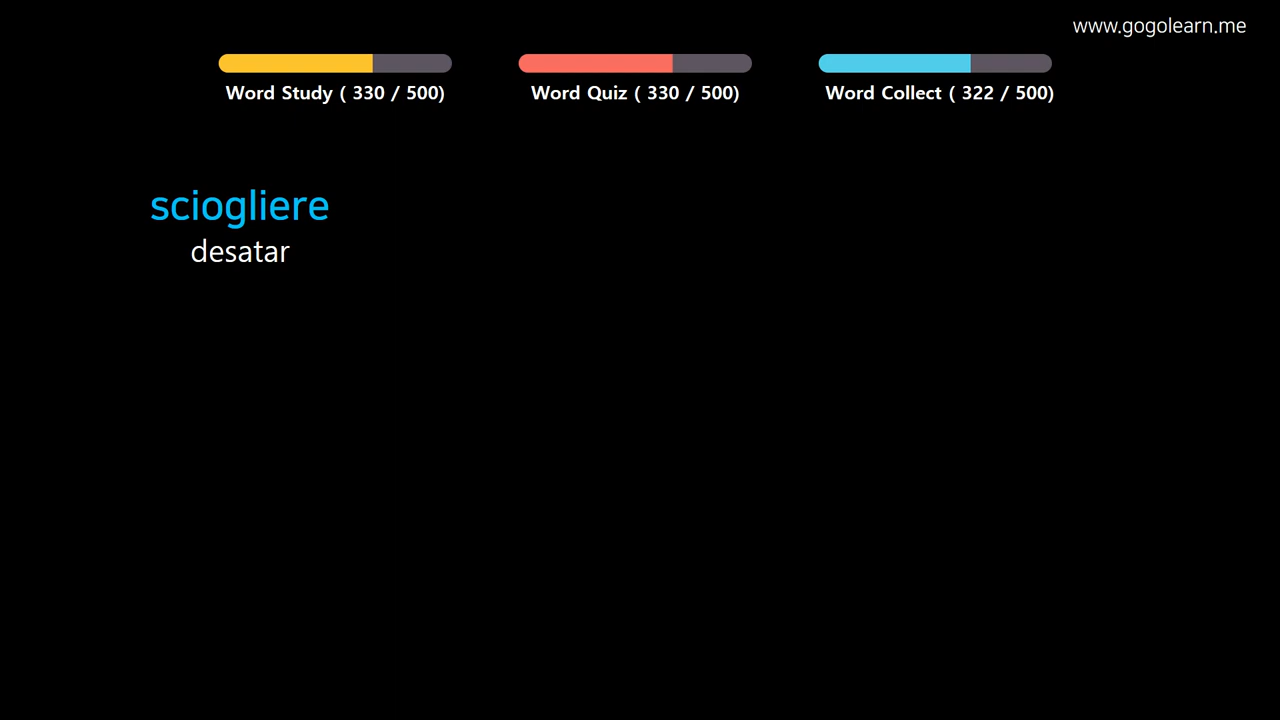 www.gogolearn.me
Word Study ( 330 / 500)
Word Quiz ( 330 / 500)
Word Collect ( 322 / 500)
sciogliere
desatar